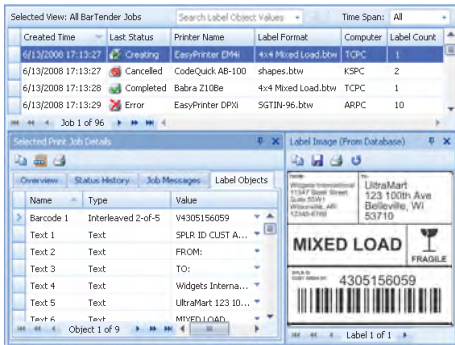 Selected View: All BarTender Jobs Search Label Object Values Time Span: All
Created Time Last Status Printer Name Label Format Computer Label Count
6/13/2008 17:13:27 Creating EasyPrinter EM4i 4x4 Mixed Load.btw TCPC 1
6/13/2008 17:13:27 Cancelled CodeQuick AB-100 shapes.btw KSPC 2
6/13/2008 17:13:28 Completed Babra Z10Be 4x4 Mixed Load.btw TCPC 1
6/13/2008 17:13:29 Error EasyPrinter DPXi SGTIN-96.btw ARPC 10
Job 1 of 96
Selected Print Job Details
Overview Status History Job Messages Label Objects
Name Type Value
Barcode 1 Interleaved 2-of-5 V4305156059
Text 1 Text SPLR ID CUST A...
Text 2 Text FROM:
Text 3 Text TO:
Text 4 Text Widgets Interna...
Text 5 Text UltraMart 123 10...
Text 6 Text MIXED LOAD
Object 1 of 9
Label Image (From Database)
FROM:
Widgets International
TO:
UltraMart
123 100th Ave
Belleville, WI
53710
MIXED LOAD
FRAGILE
4305156059
Label 1 of 1